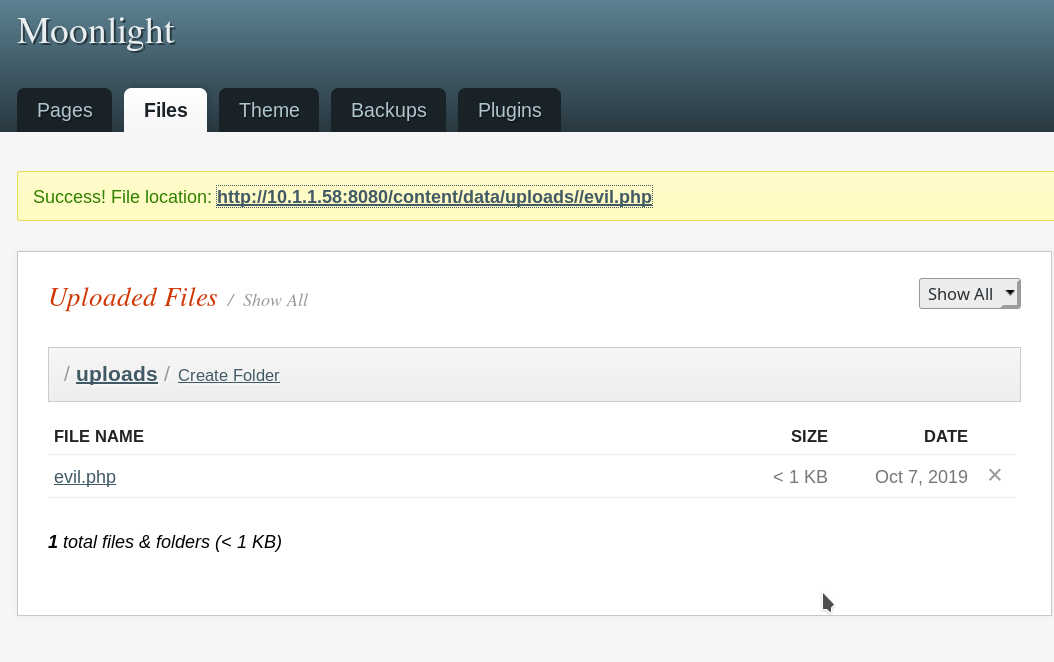 Moonlight
Pages Files Theme Backups Plugins
Success! File location: http://10.1.1.58:8080/content/data/uploads//evil.php
Uploaded Files / Show All
Show All
/ uploads / Create Folder
FILE NAME SIZE DATE
evil.php < 1 KB Oct 7, 2019 ×
1 total files & folders (< 1 KB)